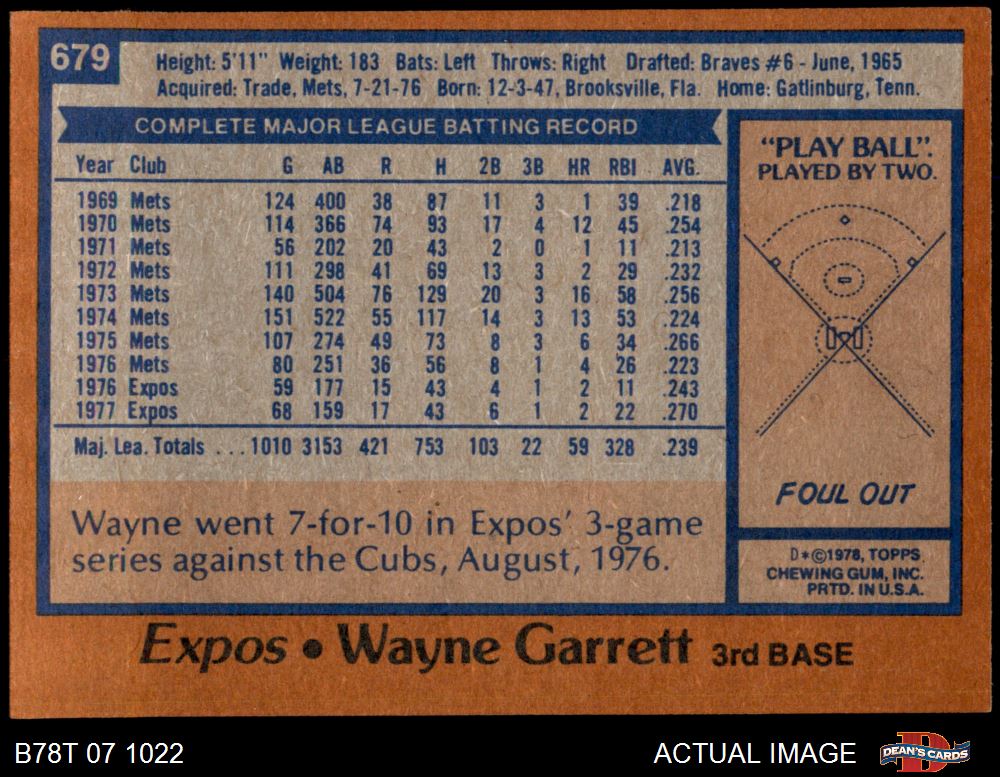 679
Height: 5'11" Weight: 183 Bats: Left Throws: Right Drafted: Braves #6 - June, 1965
Acquired: Trade, Mets, 7-21-76 Born: 12-3-47, Brooksville, Fla. Home: Gatlinburg, Tenn.
COMPLETE MAJOR LEAGUE BATTING RECORD
Year Club G AB R H 2B 3B HR RBI AVG.
1969 Mets 124 400 38 87 11 3 1 39 .218
1970 Mets 114 366 74 93 17 4 12 45 .254
1971 Mets 56 202 20 43 2 0 1 11 .213
1972 Mets 111 298 41 69 13 3 2 29 .232
1973 Mets 140 504 76 129 20 3 16 58 .256
1974 Mets 151 522 55 117 14 3 13 53 .224
1975 Mets 107 274 49 73 8 3 6 34 .266
1976 Mets 80 251 36 56 8 1 4 26 .223
1976 Expos 59 177 15 43 4 1 2 11 .243
1977 Expos 68 159 17 43 6 1 2 22 .270
Maj. Lea. Totals ... 1010 3153 421 753 103 22 59 328 .239
Wayne went 7-for-10 in Expos' 3-game
series against the Cubs, August, 1976.
"PLAY BALL".
PLAYED BY TWO.
FOUL OUT
D*©1978, TOPPS
CHEWING GUM, INC.
PRTD. IN U.S.A.
Expos • Wayne Garrett 3rd BASE
B78T 07 1022
ACTUAL IMAGE
DEAN'S CARDS